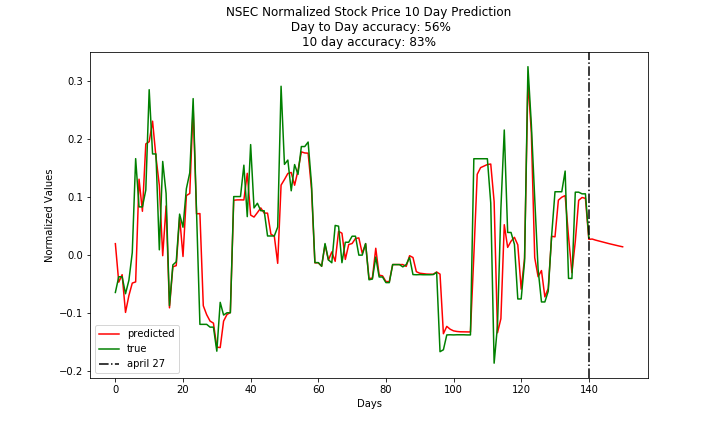 NSEC Normalized Stock Price 10 Day Prediction
Day to Day accuracy: 56%
10 day accuracy: 83%
0.3
0.2
0.1
0.0
−0.1
−0.2
Normalized Values
predicted
true
april 27
0 20 40 60 80 100 120 140
Days